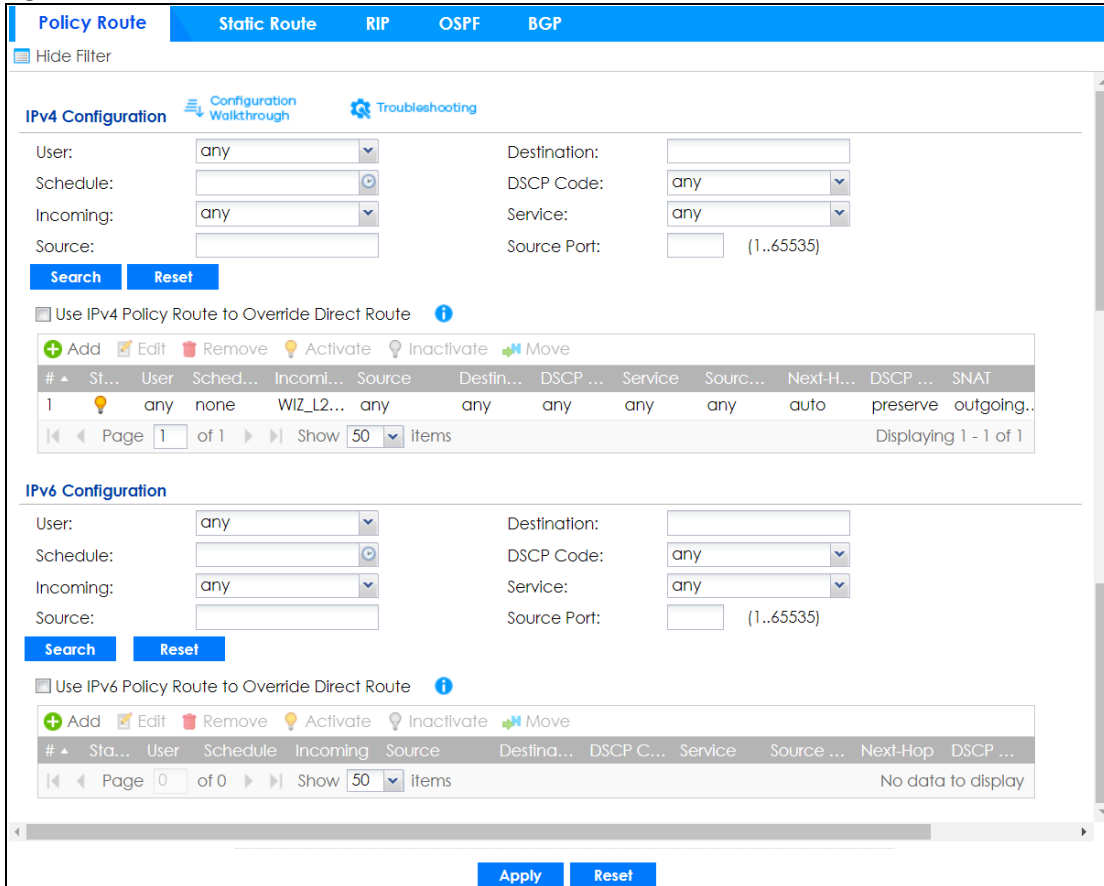 Policy Route Static Route RIP OSPF BGP
Hide Filter
IPv4 Configuration Configuration Walkthrough Troubleshooting
User: any Destination:
Schedule: DSCP Code: any
Incoming: any Service: any
Source: Source Port: (1..65535)
Search Reset
Use IPv4 Policy Route to Override Direct Route
Add Edit Remove Activate Inactivate Move
# St... User Sched... Incomi... Source Destin... DSCP ... Service Sourc... Next-H... DSCP ... SNAT
1 any none WIZ_L2... any any any any any auto preserve outgoing..
Page 1 of 1 Show 50 items Displaying 1 - 1 of 1
IPv6 Configuration
User: any Destination:
Schedule: DSCP Code: any
Incoming: any Service: any
Source: Source Port: (1..65535)
Search Reset
Use IPv6 Policy Route to Override Direct Route
Add Edit Remove Activate Inactivate Move
# Sta... User Schedule Incoming Source Destina... DSCP C... Service Source ... Next-Hop DSCP ...
Page 0 of 0 Show 50 items No data to display
Apply Reset